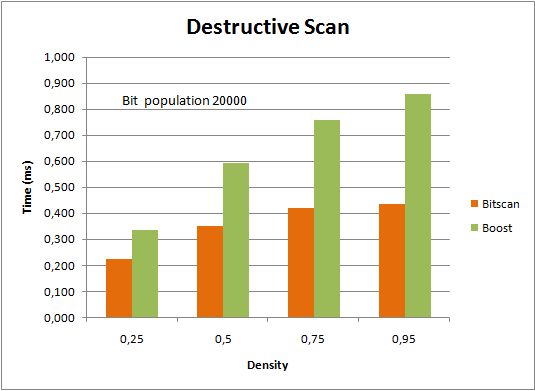 Destructive Scan
1,000
0,900
0,800
0,700
0,600
0,500
0,400
0,300
0,200
0,100
0,000
Time (ms)
Bit population 20000
Bitscan
Boost
0,25 0,5 0,75 0,95
Density